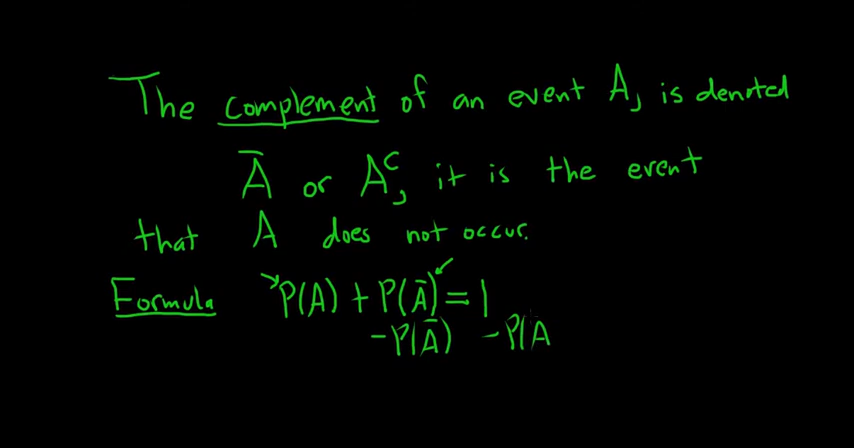 The complement of an event A, is denoted
Ā or Aᶜ, it is the event
that A does not occur.
Formula P(A) + P(Ā) = 1
-P(Ā) -P(A